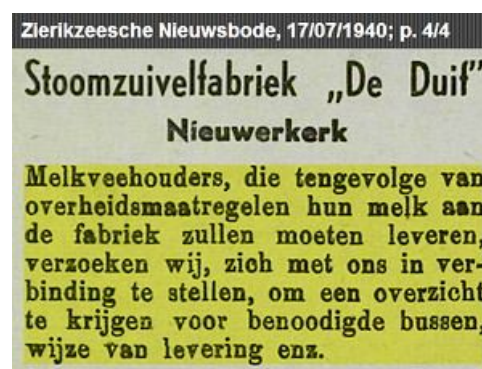 Zierikzeesche Nieuwsbode, 17/07/1940; p. 4/4
Stoomzuivelfabriek „De Duif”
Nieuwerkerk
Melkveehouders, die tengevolge van
overheidsmaatregelen hun melk aan
de fabriek zullen moeten leveren,
verzoeken wij, zich met ons in ver-
binding te stellen, om een overzicht
te krijgen voor benoodigde bussen,
wijze van levering enz.